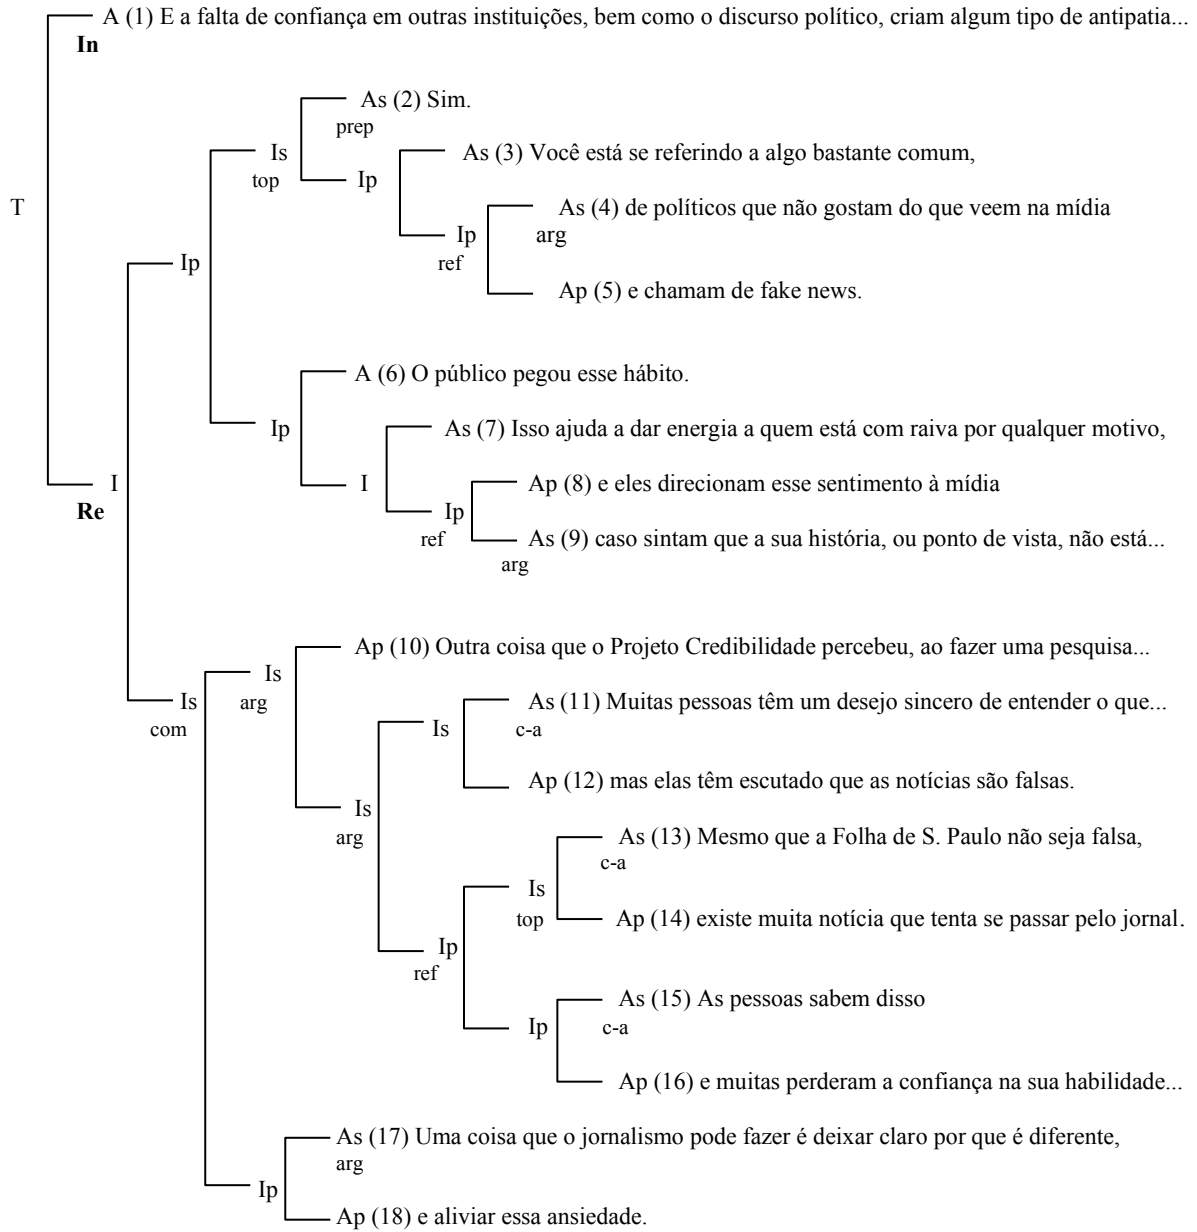 A (1) E a falta de confiança em outras instituições, bem como o discurso político, criam algum tipo de antipatia...
In
As (2) Sim.
prep
Is
top
As (3) Você está se referindo a algo bastante comum,
Ip
T
As (4) de políticos que não gostam do que veem na mídia
arg
Ip
ref
Ip
Ap (5) e chamam de fake news.
A (6) O público pegou esse hábito.
Ip
As (7) Isso ajuda a dar energia a quem está com raiva por qualquer motivo,
I
Re
I
Ap (8) e eles direcionam esse sentimento à mídia
Ip
ref
As (9) caso sintam que a sua história, ou ponto de vista, não está...
arg
Ap (10) Outra coisa que o Projeto Credibilidade percebeu, ao fazer uma pesquisa...
Is
arg
Is
com
As (11) Muitas pessoas têm um desejo sincero de entender o que...
c-a
Is
Ap (12) mas elas têm escutado que as notícias são falsas.
Is
arg
As (13) Mesmo que a Folha de S. Paulo não seja falsa,
c-a
Is
top
Ap (14) existe muita notícia que tenta se passar pelo jornal.
Ip
ref
As (15) As pessoas sabem disso
c-a
Ip
Ap (16) e muitas perderam a confiança na sua habilidade...
As (17) Uma coisa que o jornalismo pode fazer é deixar claro por que é diferente,
arg
Ip
Ap (18) e aliviar essa ansiedade.